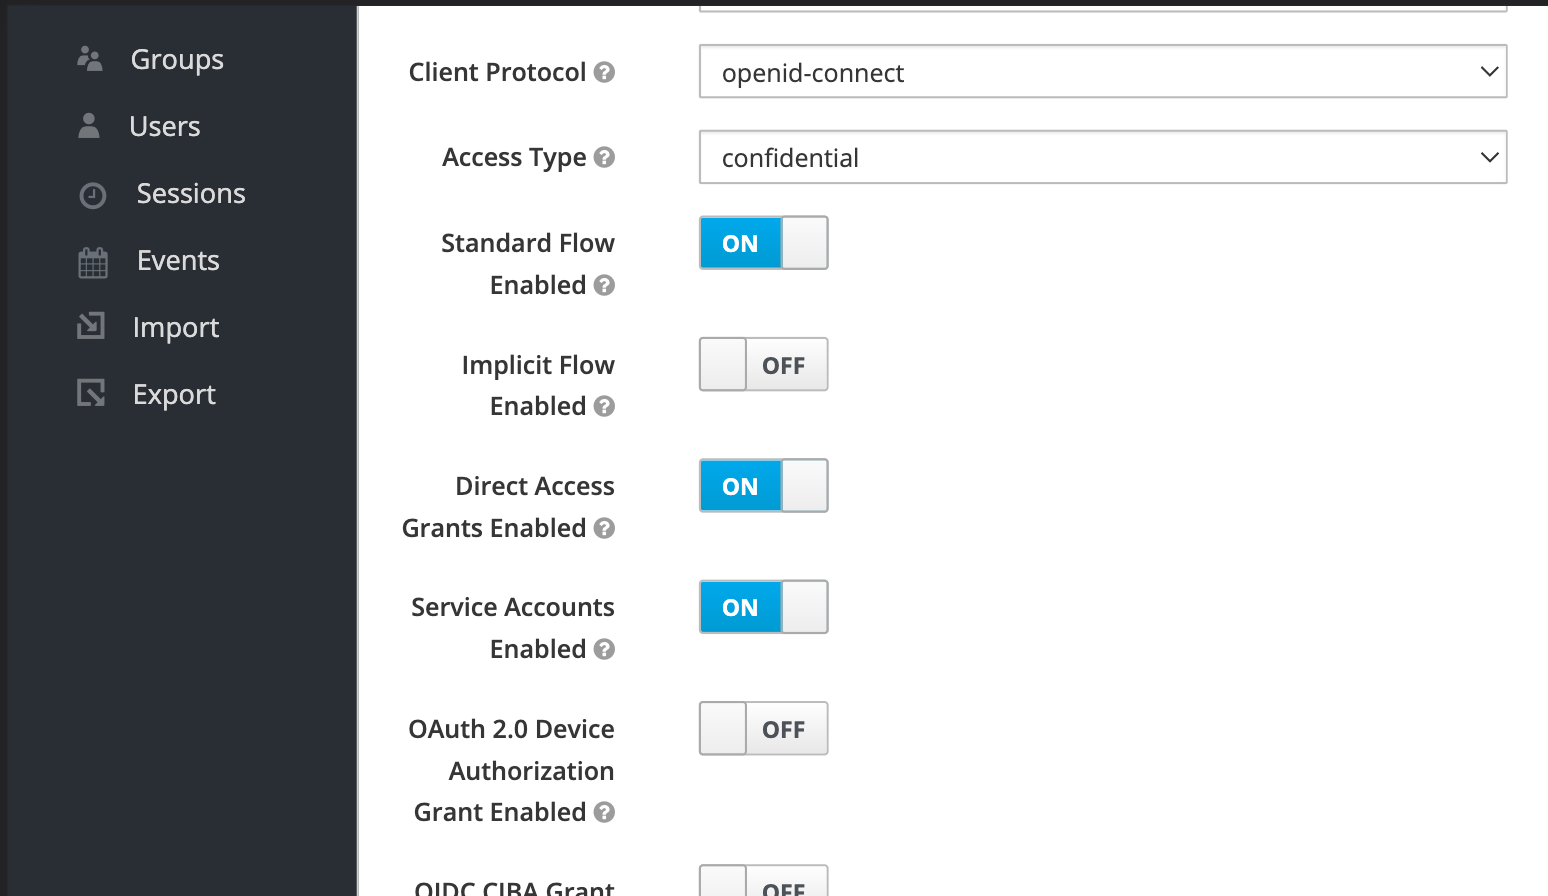 Groups
Users
Sessions
Events
Import
Export
Client Protocol ?
openid-connect
Access Type ?
confidential
Standard Flow
Enabled ?
ON
Implicit Flow
Enabled ?
OFF
Direct Access
Grants Enabled ?
ON
Service Accounts
Enabled ?
ON
OAuth 2.0 Device
Authorization
Grant Enabled ?
OFF
OIDC CIBA Grant
OFF